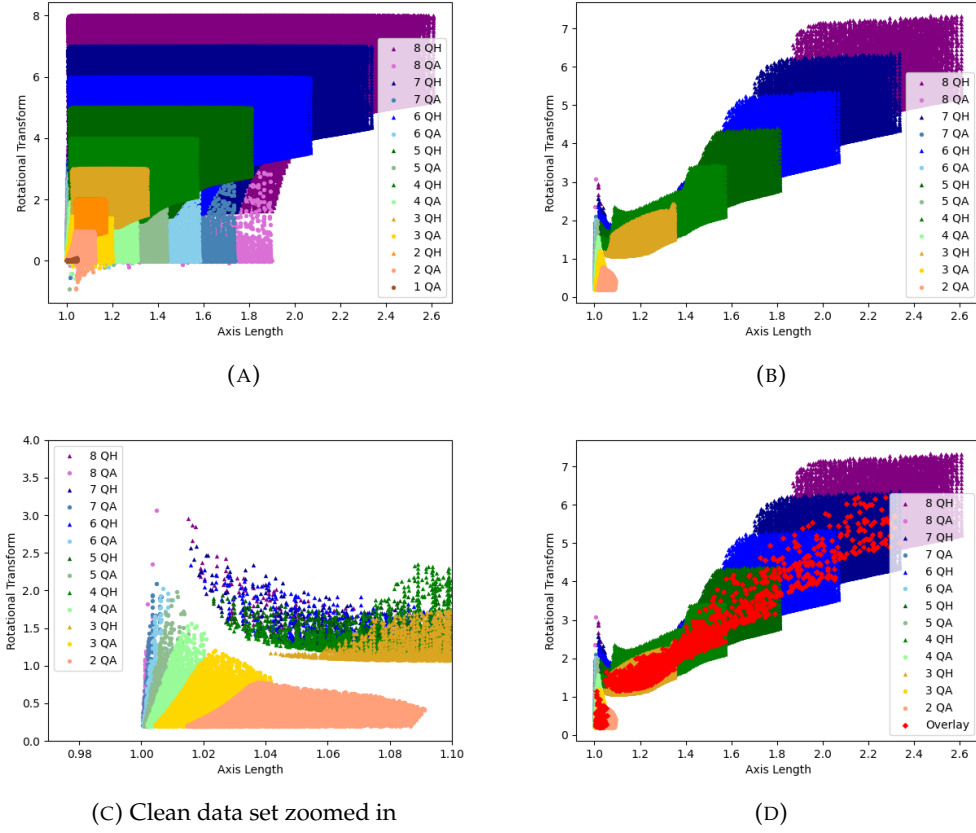 8
6
4
2
0
Rotational Transform
1.0 1.2 1.4 1.6 1.8 2.0 2.2 2.4 2.6
Axis Length
8 QH
8 QA
7 QH
7 QA
6 QH
6 QA
5 QH
5 QA
4 QH
4 QA
3 QH
3 QA
2 QH
2 QA
1 QA
(A)
7
6
5
4
3
2
1
0
Rotational Transform
1.0 1.2 1.4 1.6 1.8 2.0 2.2 2.4 2.6
Axis Length
8 QH
8 QA
7 QH
7 QA
6 QH
6 QA
5 QH
5 QA
4 QH
4 QA
3 QH
3 QA
2 QA
(B)
4.0
3.5
3.0
2.5
2.0
1.5
1.0
0.5
0.0
Rotational Transform
0.98 1.00 1.02 1.04 1.06 1.08 1.10
Axis Length
8 QH
8 QA
7 QH
7 QA
6 QH
6 QA
5 QH
5 QA
4 QH
4 QA
3 QH
3 QA
2 QA
(C) Clean data set zoomed in
7
6
5
4
3
2
1
0
Rotational Transform
1.0 1.2 1.4 1.6 1.8 2.0 2.2 2.4 2.6
Axis Length
8 QH
8 QA
7 QH
7 QA
6 QH
6 QA
5 QH
5 QA
4 QH
4 QA
3 QH
3 QA
2 QA
Overlay
(D)